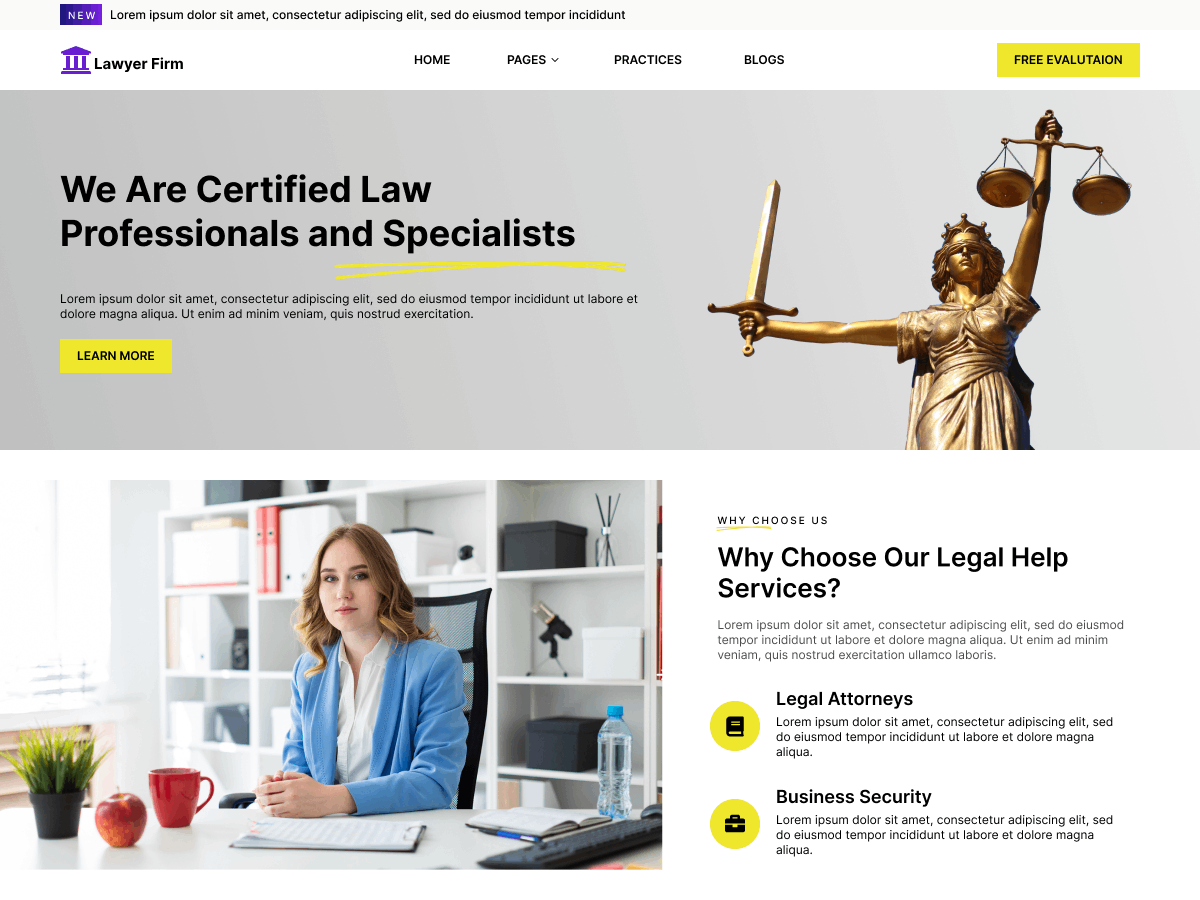 NEW Lorem ipsum dolor sit amet, consectetur adipiscing elit, sed do eiusmod tempor incididunt
Lawyer Firm HOME PAGES PRACTICES BLOGS FREE EVALUTAION
We Are Certified Law
Professionals and Specialists
Lorem ipsum dolor sit amet, consectetur adipiscing elit, sed do eiusmod tempor incididunt ut labore et
dolore magna aliqua. Ut enim ad minim veniam, quis nostrud exercitation.
LEARN MORE
WHY CHOOSE US
Why Choose Our Legal Help
Services?
Lorem ipsum dolor sit amet, consectetur adipiscing elit, sed do eiusmod
tempor incididunt ut labore et dolore magna aliqua. Ut enim ad minim
veniam, quis nostrud exercitation ullamco laboris.
Legal Attorneys
Lorem ipsum dolor sit amet, consectetur adipiscing elit, sed
do eiusmod tempor incididunt ut labore et dolore magna
aliqua.
Business Security
Lorem ipsum dolor sit amet, consectetur adipiscing elit, sed
do eiusmod tempor incididunt ut labore et dolore magna
aliqua.